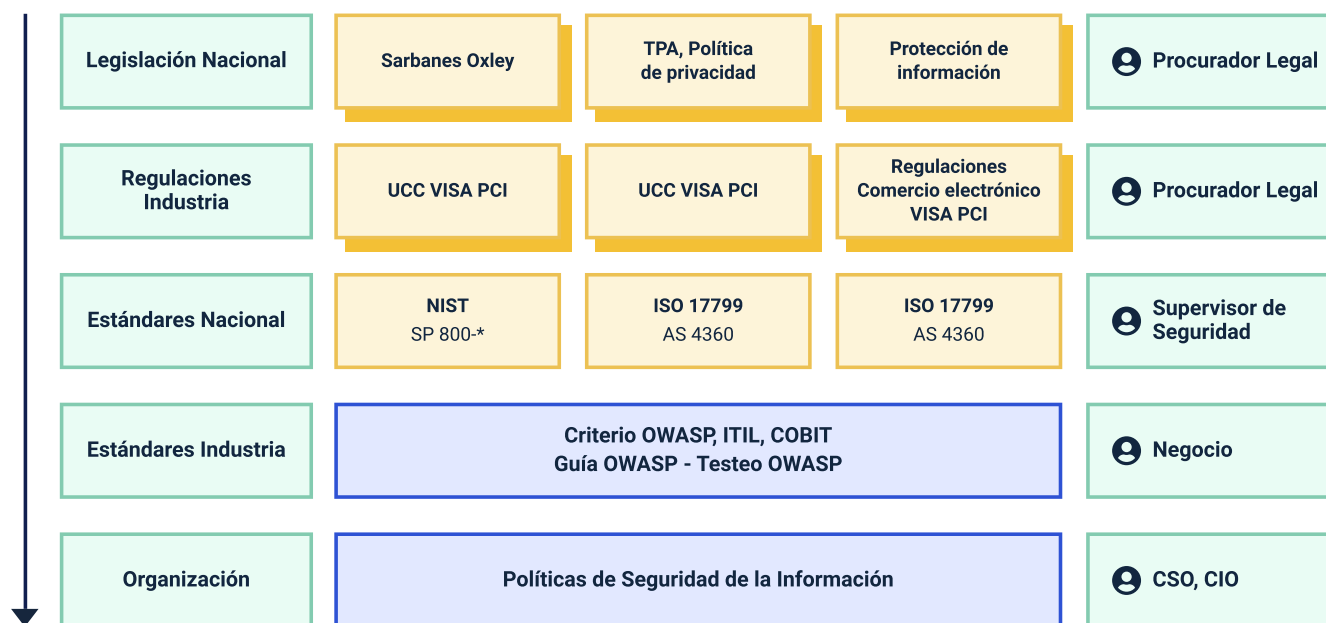 Legislación Nacional
Sarbanes Oxley
TPA, Política
de privacidad
Protección de
información
Procurador Legal
Regulaciones
Industria
UCC VISA PCI
UCC VISA PCI
Regulaciones
Comercio electrónico
VISA PCI
Procurador Legal
Estándares Nacional
NIST
SP 800-*
ISO 17799
AS 4360
ISO 17799
AS 4360
Supervisor de
Seguridad
Estándares Industria
Criterio OWASP, ITIL, COBIT
Guía OWASP - Testeo OWASP
Negocio
Organización
Políticas de Seguridad de la Información
CSO, CIO